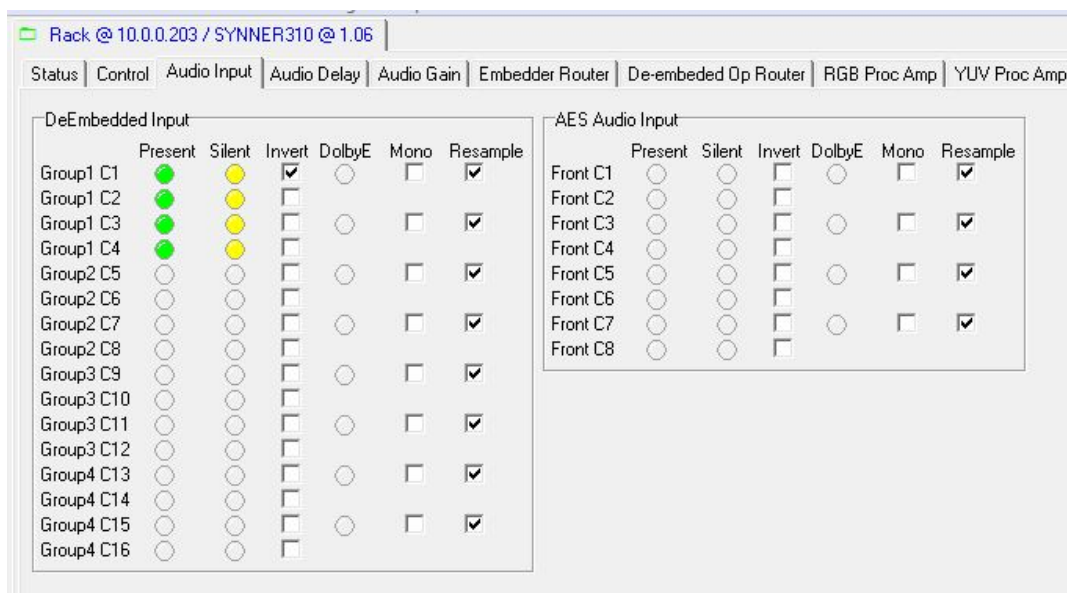 Rack @ 10.0.0.203 / SYNNER310 @ 1.06
Status Control Audio Input Audio Delay Audio Gain Embedder Router De-embeded Op Router RGB Proc Amp YUV Proc Amp
DeEmbedded Input
Present Silent Invert DolbyE Mono Resample
Group1 C1
Group1 C2
Group1 C3
Group1 C4
Group2 C5
Group2 C6
Group2 C7
Group2 C8
Group3 C9
Group3 C10
Group3 C11
Group3 C12
Group4 C13
Group4 C14
Group4 C15
Group4 C16
AES Audio Input
Present Silent Invert DolbyE Mono Resample
Front C1
Front C2
Front C3
Front C4
Front C5
Front C6
Front C7
Front C8